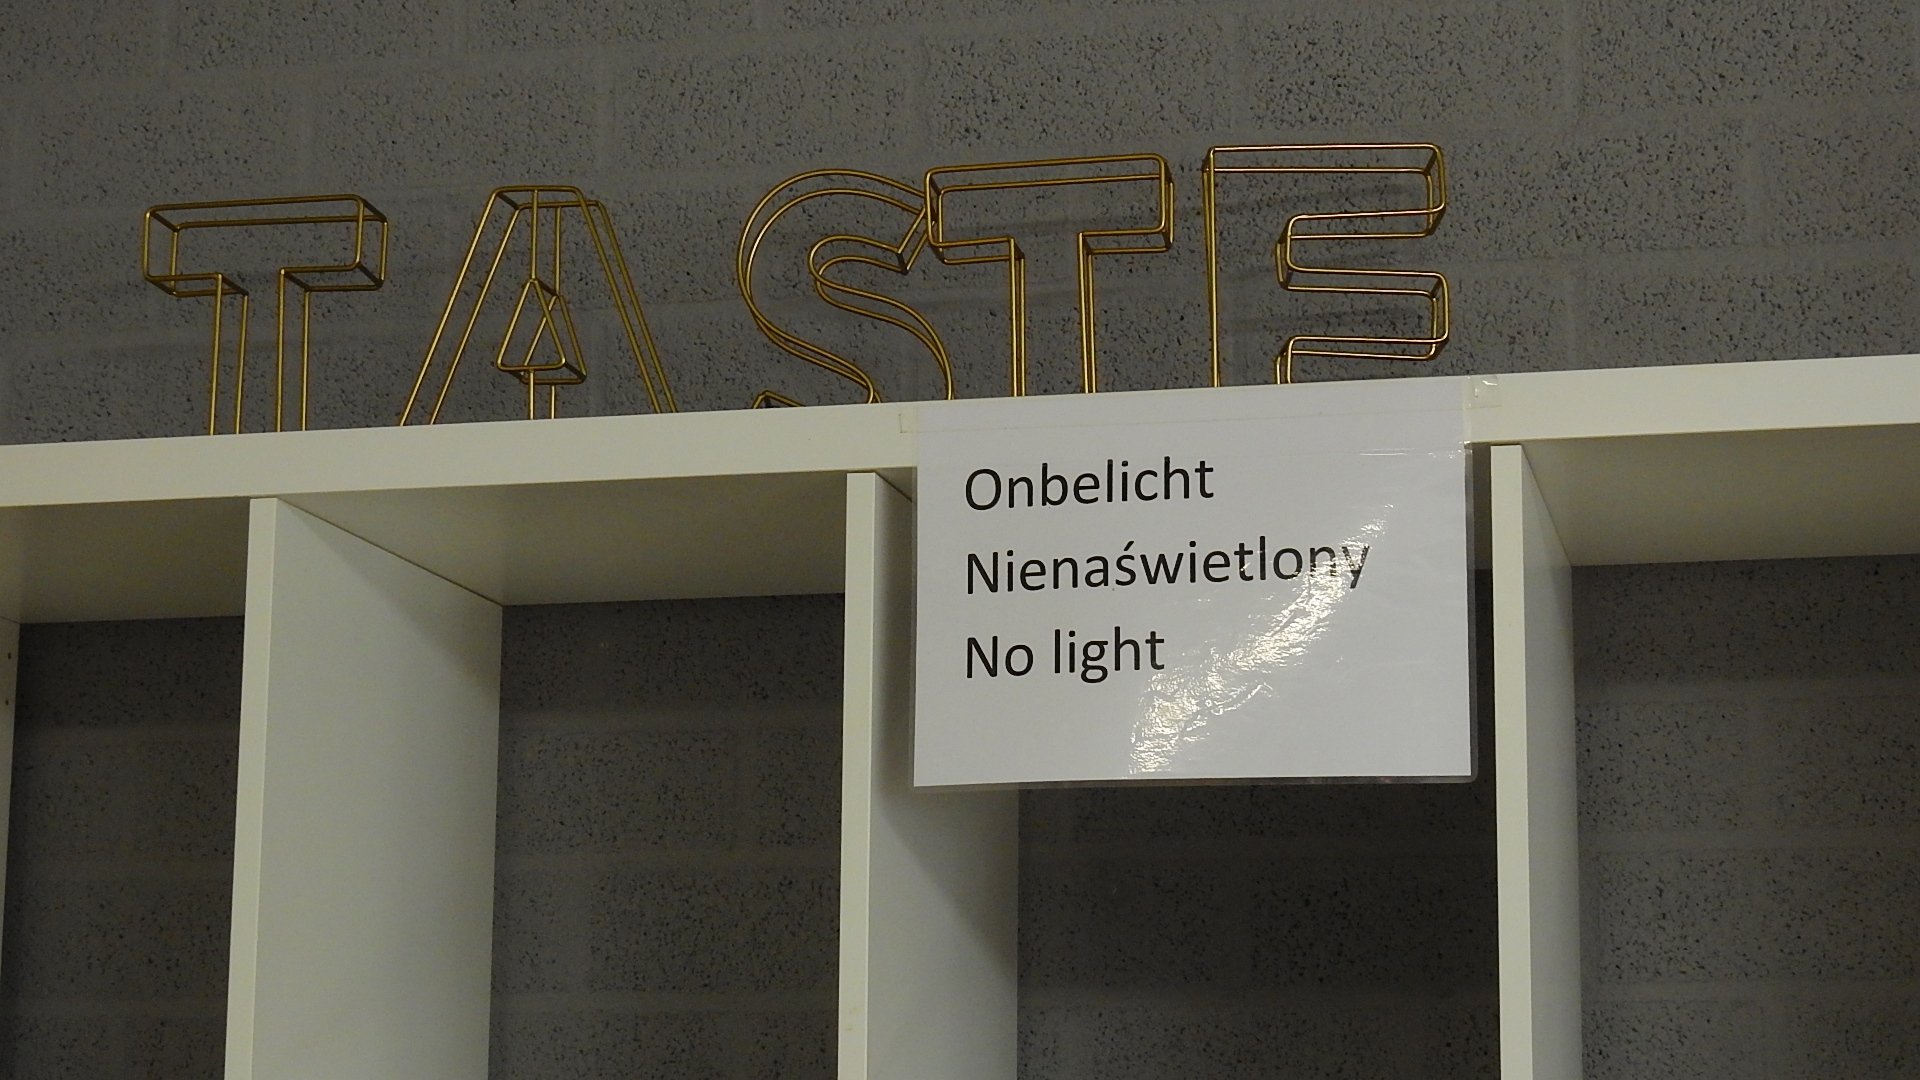 TASTE
Onbelicht
Nienaświetlony
No light